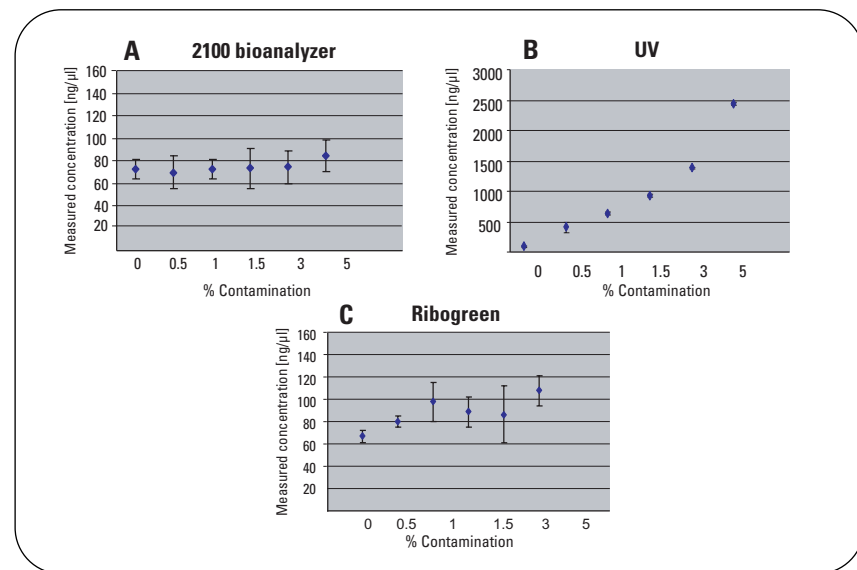 A 2100 bioanalyzer
Measured concentration [ng/µl]
160
140
120
100
80
60
40
20
0 0.5 1 1.5 3 5
% Contamination
B UV
Measured concentration [ng/µl]
3000
2500
2000
1500
1000
500
0 0.5 1 1.5 3 5
% Contamination
C Ribogreen
Measured concentration [ng/µl]
160
140
120
100
80
60
40
20
0 0.5 1 1.5 3 5
% Contamination